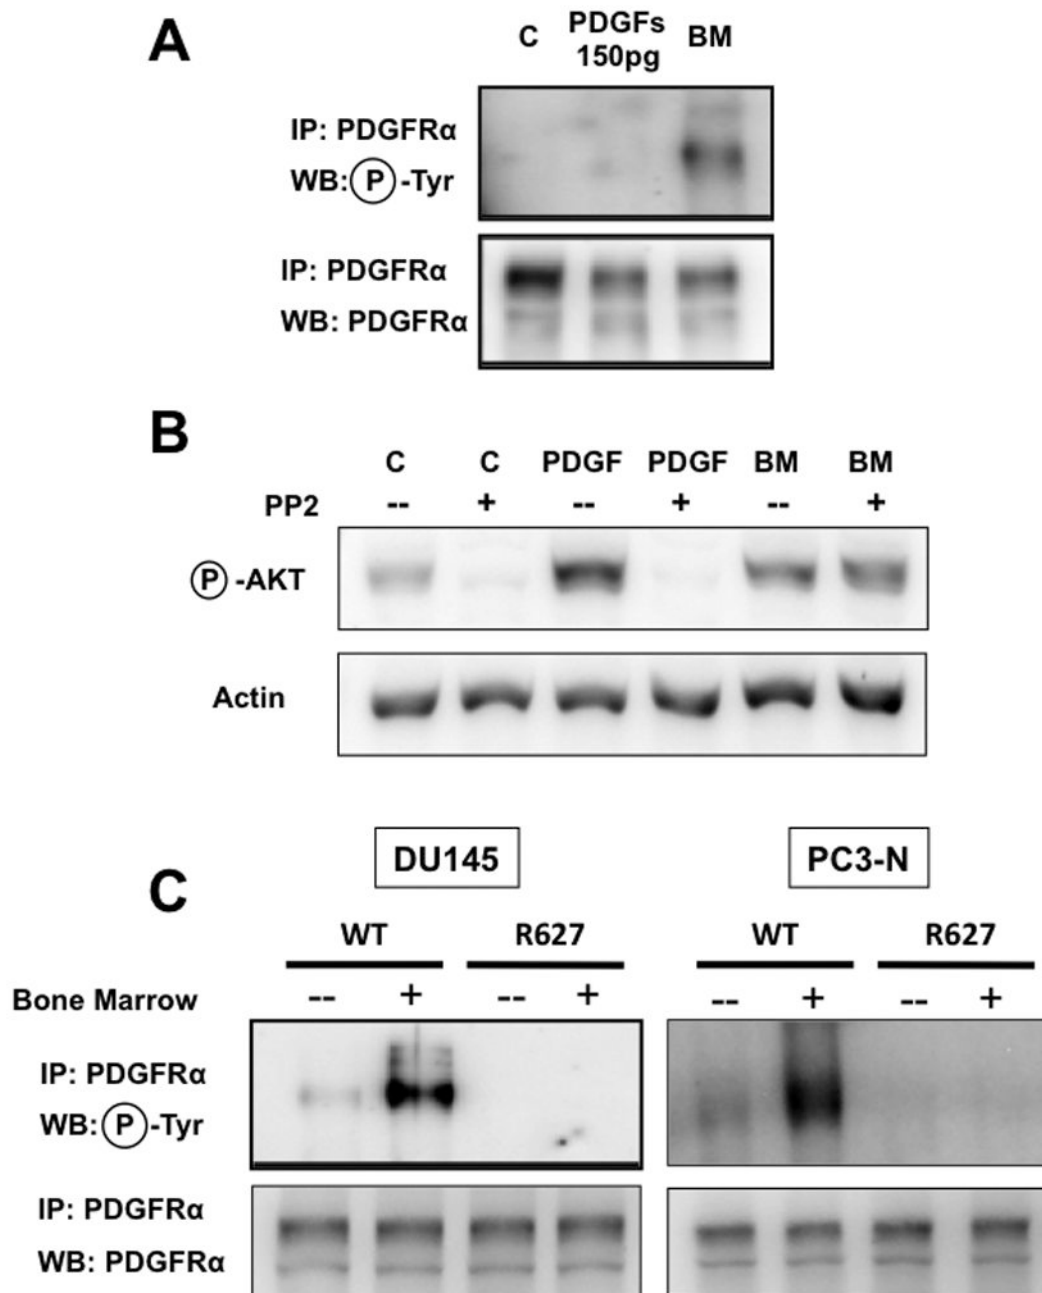 A
C PDGFs 150pg BM
IP: PDGFRα
WB: P -Tyr
IP: PDGFRα
WB: PDGFRα
B
C C PDGF PDGF BM BM
PP2 -- + -- + -- +
P -AKT
Actin
DU145 PC3-N
C
WT R627 WT R627
Bone Marrow -- + -- + -- + -- +
IP: PDGFRα
WB: P -Tyr
IP: PDGFRα
WB: PDGFRα